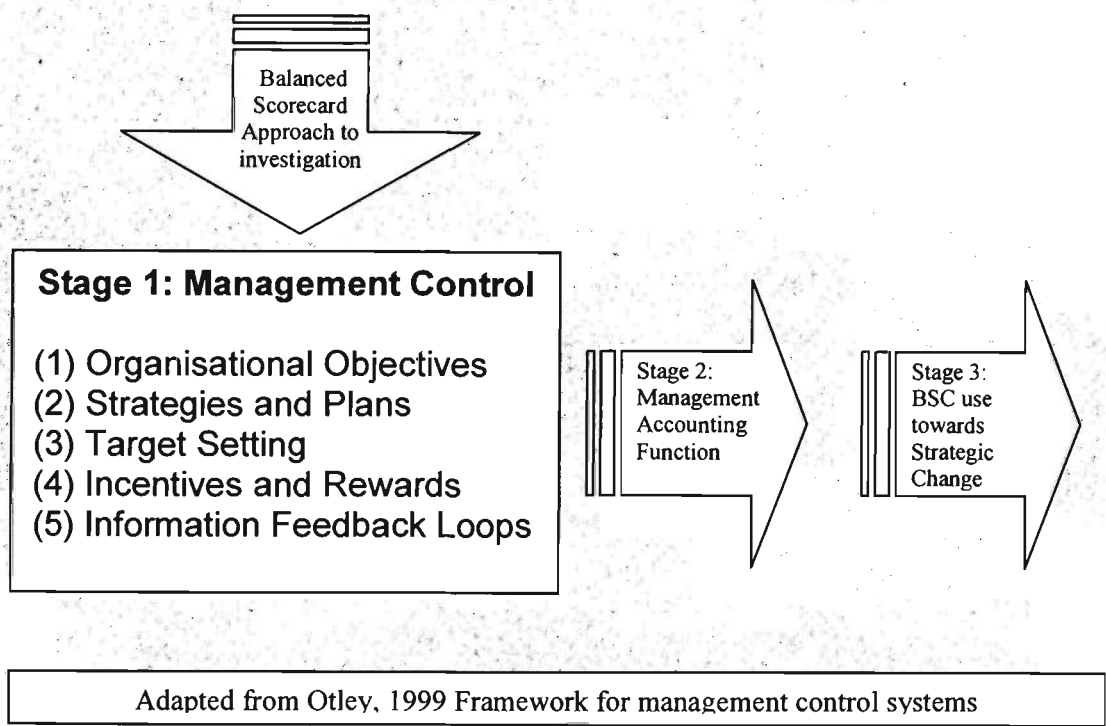 Balanced
Scorecard
Approach to
investigation
Stage 1: Management Control
(1) Organisational Objectives
(2) Strategies and Plans
(3) Target Setting
(4) Incentives and Rewards
(5) Information Feedback Loops
Stage 2:
Management
Accounting
Function
Stage 3:
BSC use
towards
Strategic
Change
Adapted from Otley, 1999 Framework for management control systems